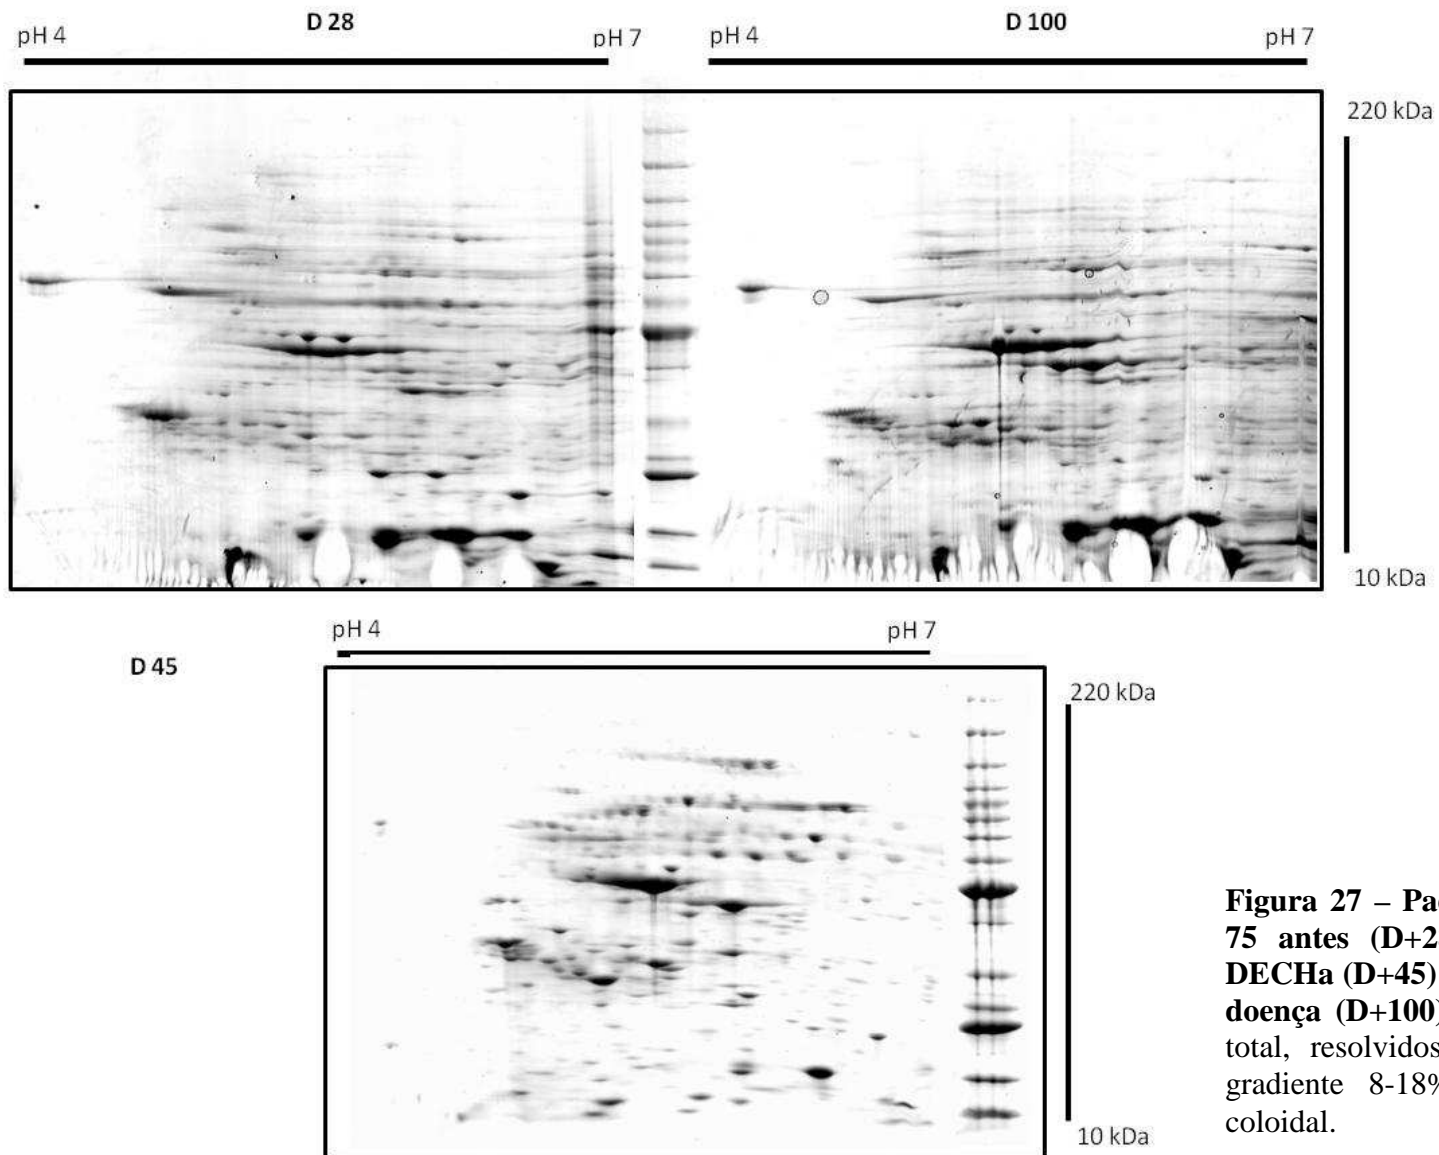 D 28
D 100
pH 4
pH 7
pH 4
pH 7
220 kDa
10 kDa
pH 4
pH 7
D 45
220 kDa
10 kDa
Figura 27 –
75 antes (D+2
DECHa (D+45)
doença (D+100)
total, resolvidos
gradiente 8-18%
coloidal.